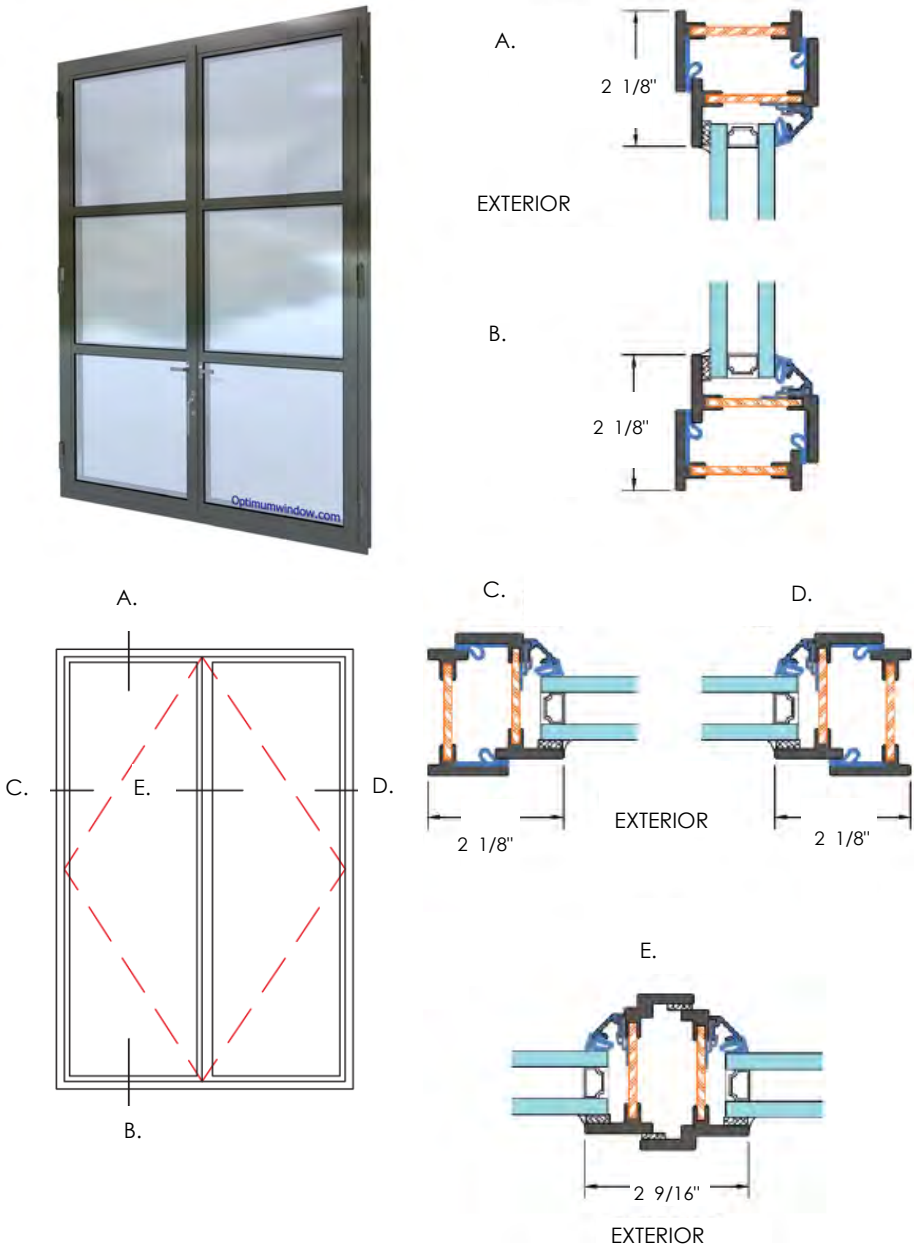 A.
2 1/8"
EXTERIOR
B.
2 1/8"
Optimumwindow.com
A.
C.
E.
D.
B.
C.
D.
EXTERIOR
2 1/8"
2 1/8"
E.
2 9/16"
EXTERIOR